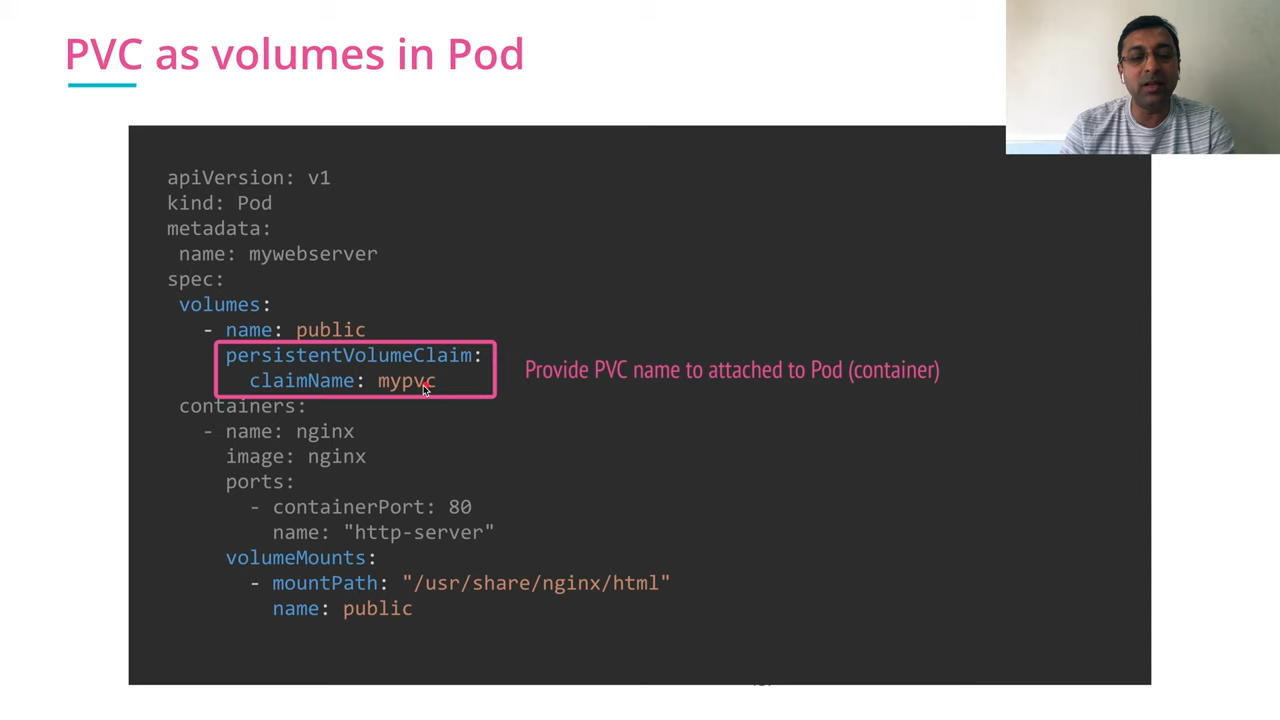 PVC as volumes in Pod
apiVersion: v1
kind: Pod
metadata:
name: mywebserver
spec:
volumes:
- name: public
persistentVolumeClaim:
claimName: mypvc
Provide PVC name to attached to Pod (container)
containers:
- name: nginx
image: nginx
ports:
- containerPort: 80
name: "http-server"
volumeMounts:
- mountPath: "/usr/share/nginx/html"
name: public